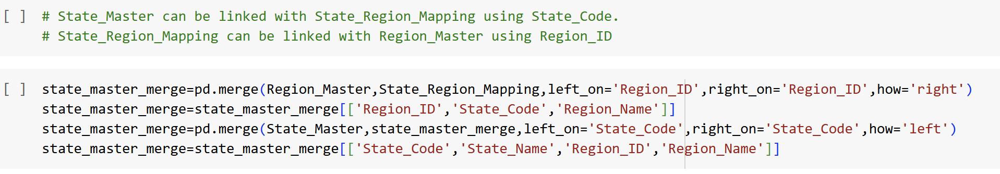 [ ] # State_Master can be linked with State_Region_Mapping using State_Code.
# State_Region_Mapping can be linked with Region_Master using Region_ID
[ ] state_master_merge=pd.merge(Region_Master,State_Region_Mapping,left_on='Region_ID',right_on='Region_ID',how='right')
state_master_merge=state_master_merge[['Region_ID','State_Code','Region_Name']]
state_master_merge=pd.merge(State_Master,state_master_merge,left_on='State_Code',right_on='State_Code',how='left')
state_master_merge=state_master_merge[['State_Code','State_Name','Region_ID','Region_Name']]